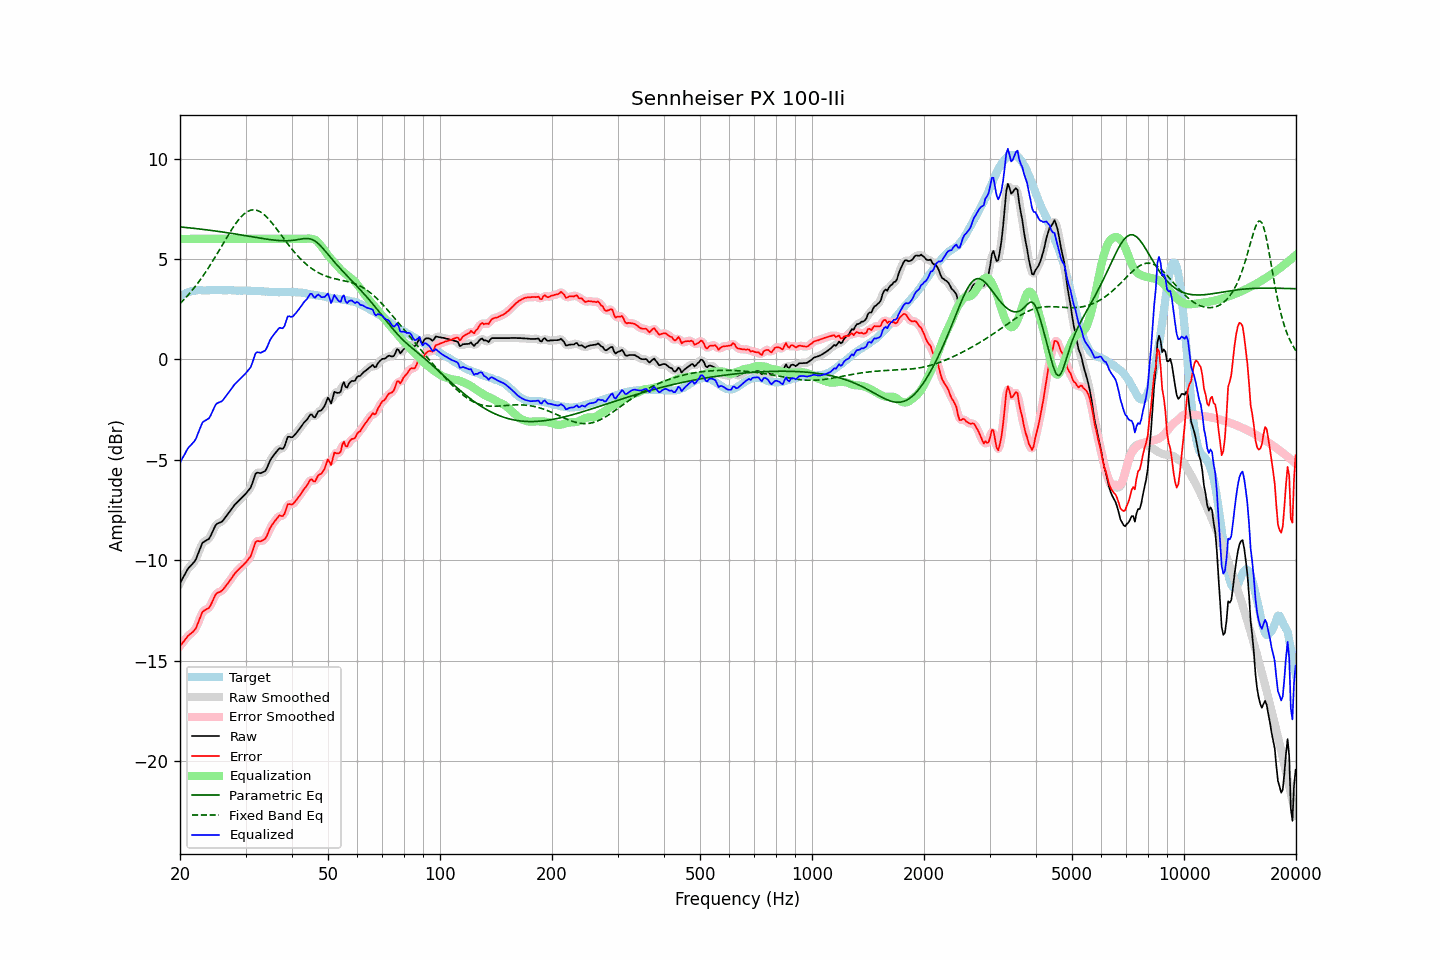 Sennheiser PX 100-IIi
Amplitude (dBr)
10
5
0
−5
−10
−15
−20
Target
Raw Smoothed
Error Smoothed
Raw
Error
Equalization
Parametric Eq
Fixed Band Eq
Equalized
20 50 100 200 500 1000 2000 5000 10000 20000
Frequency (Hz)